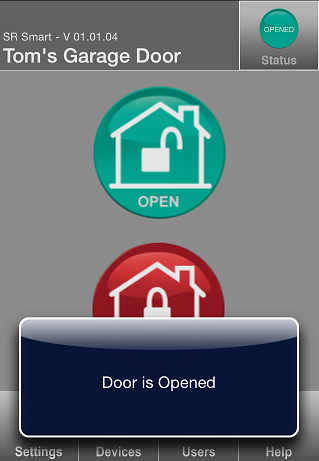 SR Smart - V 01.01.04
Tom's Garage Door
OPENED
Status
OPEN
Door is Opened
Settings Devices Users Help